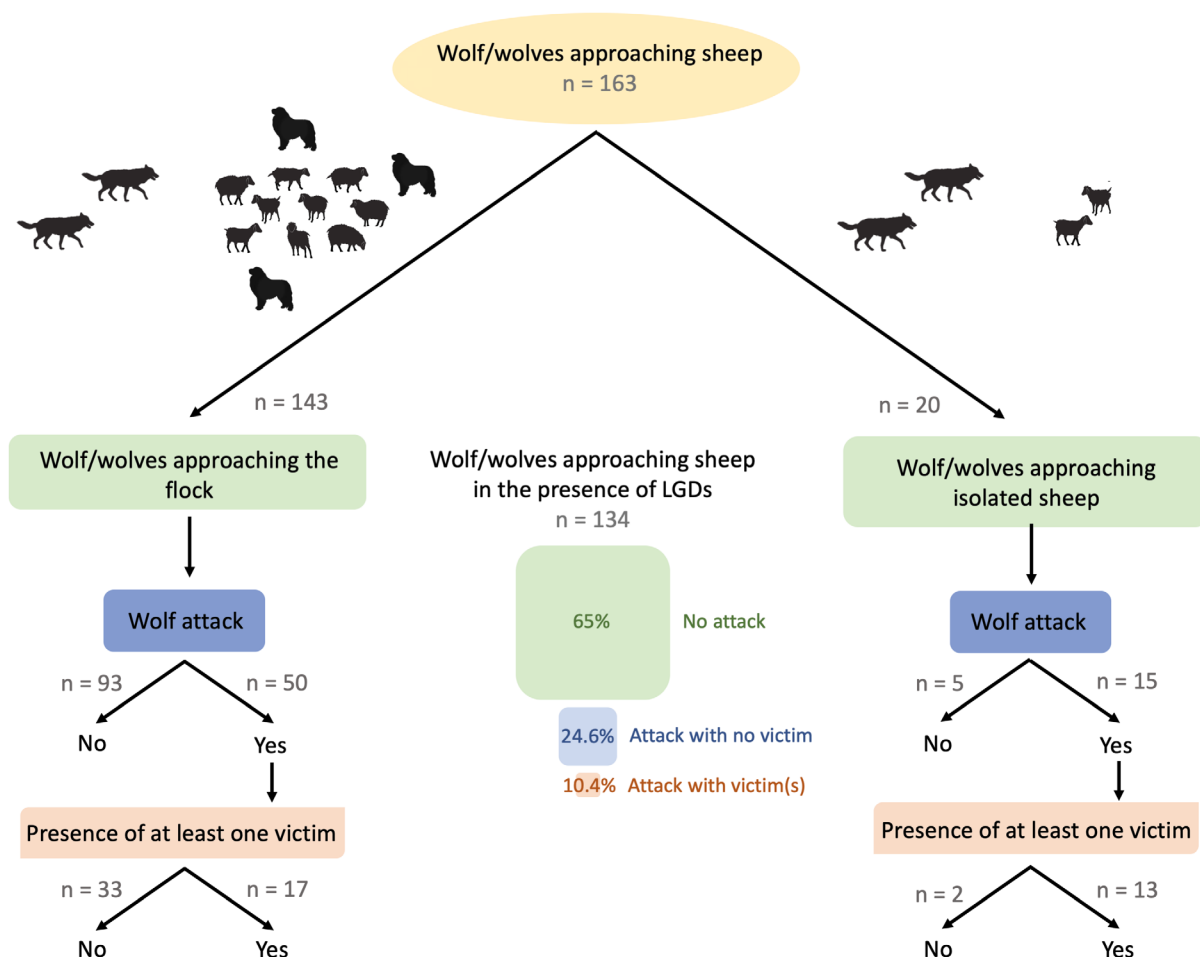 Wolf/wolves approaching sheep
n = 163
n = 143
n = 20
Wolf/wolves approaching the
flock
Wolf/wolves approaching sheep
in the presence of LGDs
n = 134
Wolf/wolves approaching
isolated sheep
Wolf attack
65%
No attack
Wolf attack
n = 93
n = 50
n = 5
n = 15
No
Yes
24.6%
Attack with no victim
No
Yes
10.4%
Attack with victim(s)
Presence of at least one victim
Presence of at least one victim
n = 33
n = 17
n = 2
n = 13
No
Yes
No
Yes